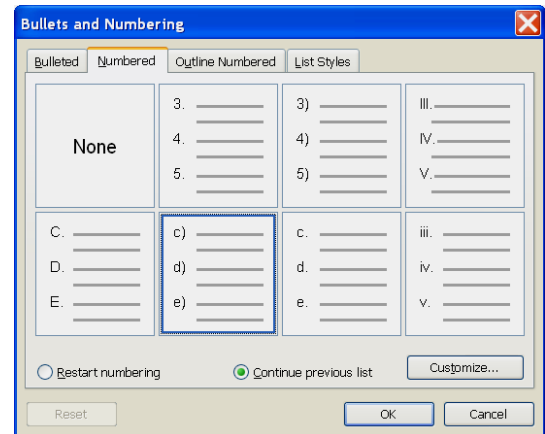 Bullets and Numbering
Bulleted Numbered Outline Numbered List Styles
None
3.
4.
5.
3)
4)
5)
III.
IV.
V.
C.
D.
E.
c)
d)
e)
c.
d.
e.
iii.
iv.
v.
Restart numbering Continue previous list Customize...
Reset OK Cancel